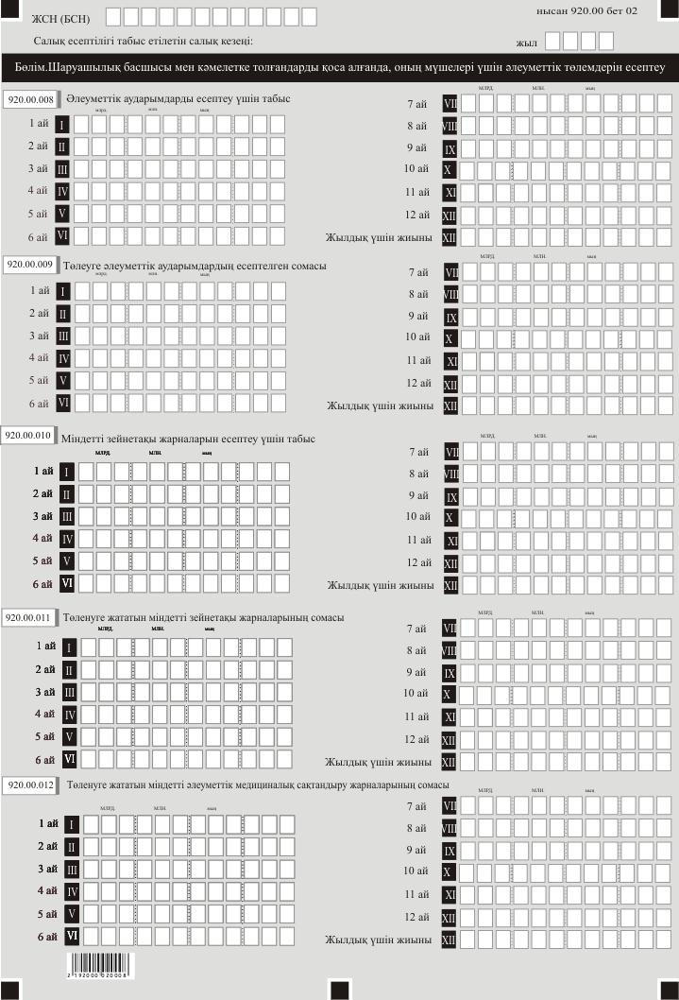 ЖСН (БСН)
нысан 920.00 бет 02
Салық есептілігі табыс етілетін салық кезеңі:
жыл
Бөлім.Шаруашылық басшысы мен кәмелетке толғандарды қоса алғанда, оның мүшелері үшін әлеуметтік төлемдерін есептеу
920.00.008 Әлеуметтік аударымдарды есептеу үшін табыс
млрд. млн. мың
1 ай I
2 ай II
3 ай III
4 ай IV
5 ай V
6 ай VI
МЛРД. МЛН. мың
7 ай VII
8 ай VIII
9 ай IX
10 ай X
11 ай XI
12 ай XII
Жылдық үшін жиыны XII
920.00.009 Төлеуге әлеуметтік аударымдардың есептелген сомасы
млрд. млн. мың
1 ай I
2 ай II
3 ай III
4 ай IV
5 ай V
6 ай VI
МЛРД. МЛН. мың
7 ай VII
8 ай VIII
9 ай IX
10 ай X
11 ай XI
12 ай XII
Жылдық үшін жиыны XII
920.00.010 Міндетті зейнетақы жарналарын есептеу үшін табыс
МЛРД. МЛН. мың
1 ай I
2 ай II
3 ай III
4 ай IV
5 ай V
6 ай VI
МЛРД. МЛН. мың
7 ай VII
8 ай VIII
9 ай IX
10 ай X
11 ай XI
12 ай XII
Жылдық үшін жиыны XII
920.00.011 Төленуге жататын міндетті зейнетақы жарналарының сомасы
МЛРД. МЛН. мың
1 ай I
2 ай II
3 ай III
4 ай IV
5 ай V
6 ай VI
МЛРД. МЛН. мың
7 ай VII
8 ай VIII
9 ай IX
10 ай X
11 ай XI
12 ай XII
Жылдық үшін жиыны XII
920.00.012 Төленуге жататын міндетті әлеуметтік медициналық сақтандыру жарналарының сомасы
МЛРД. МЛН. мың
1 ай I
2 ай II
3 ай III
4 ай IV
5 ай V
6 ай VI
МЛРД. МЛН. мың
7 ай VII
8 ай VIII
9 ай IX
10 ай X
11 ай XI
12 ай XII
Жылдық үшін жиыны XII
2 192000 020008